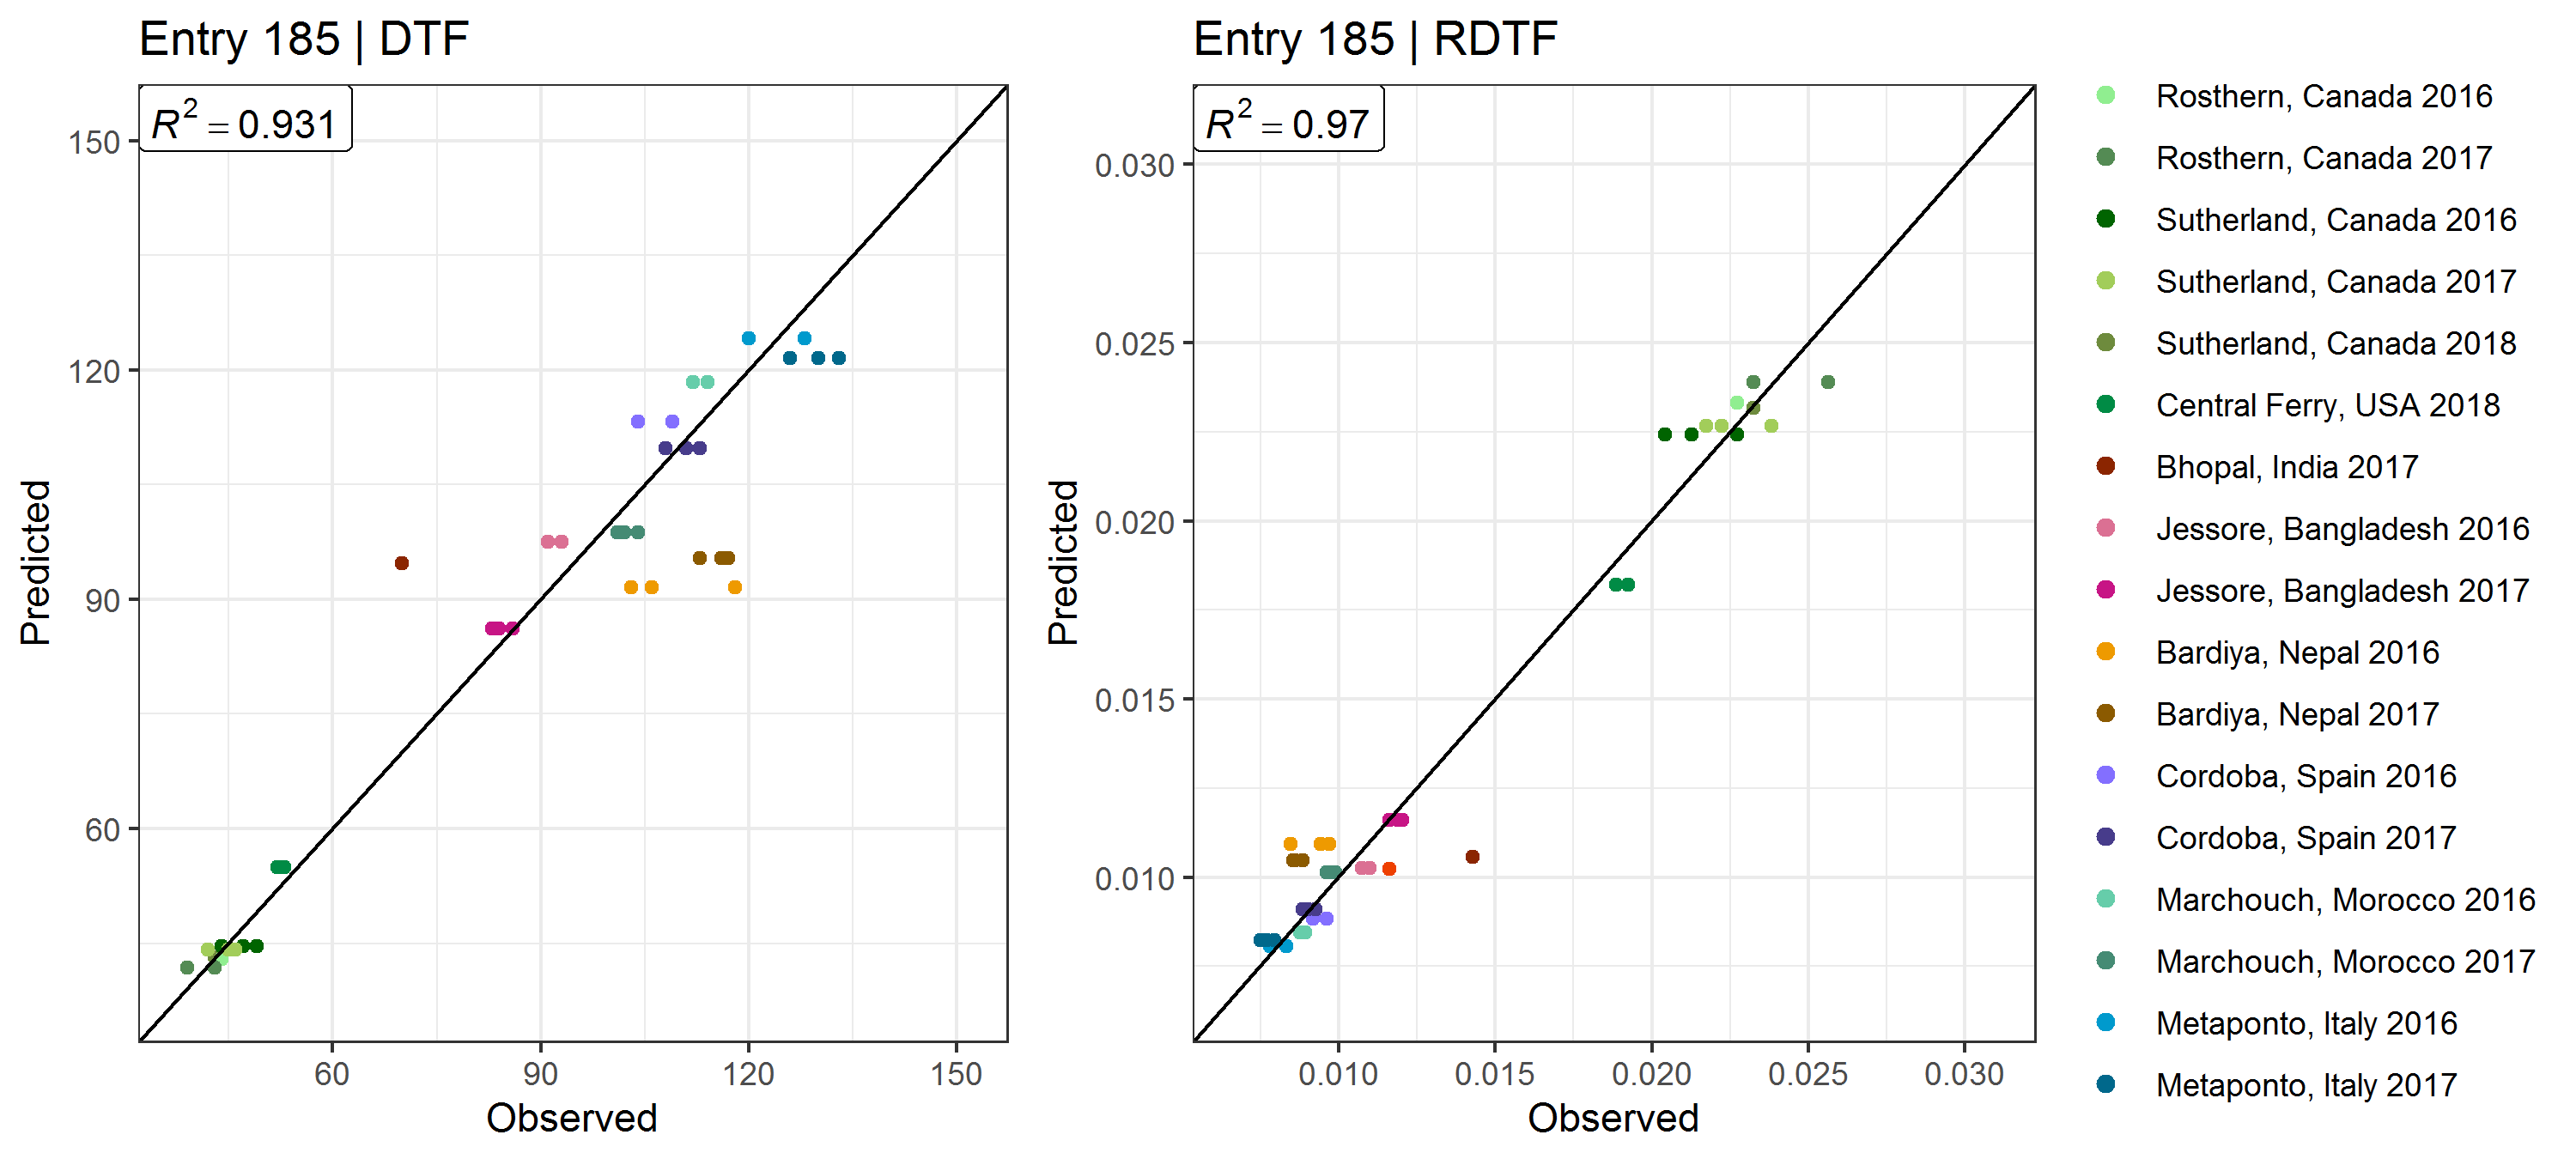 Entry 185 | DTF
R² = 0.931
150
120
90
60
Predicted
60 90 120 150
Observed
Entry 185 | RDTF
R² = 0.97
0.030
0.025
0.020
0.015
0.010
Predicted
0.010 0.015 0.020 0.025 0.030
Observed
Rosthern, Canada 2016
Rosthern, Canada 2017
Sutherland, Canada 2016
Sutherland, Canada 2017
Sutherland, Canada 2018
Central Ferry, USA 2018
Bhopal, India 2017
Jessore, Bangladesh 2016
Jessore, Bangladesh 2017
Bardiya, Nepal 2016
Bardiya, Nepal 2017
Cordoba, Spain 2016
Cordoba, Spain 2017
Marchouch, Morocco 2016
Marchouch, Morocco 2017
Metaponto, Italy 2016
Metaponto, Italy 2017